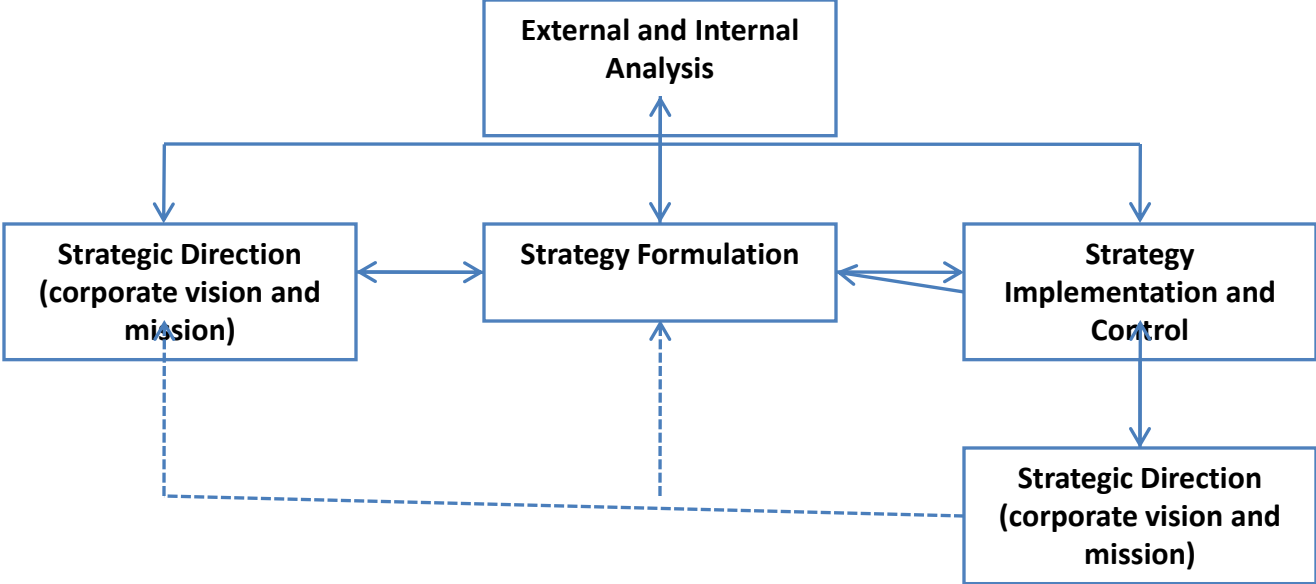 External and Internal
Analysis
Strategic Direction
(corporate vision and
mission)
Strategy Formulation
Strategy
Implementation and
Control
Strategic Direction
(corporate vision and
mission)